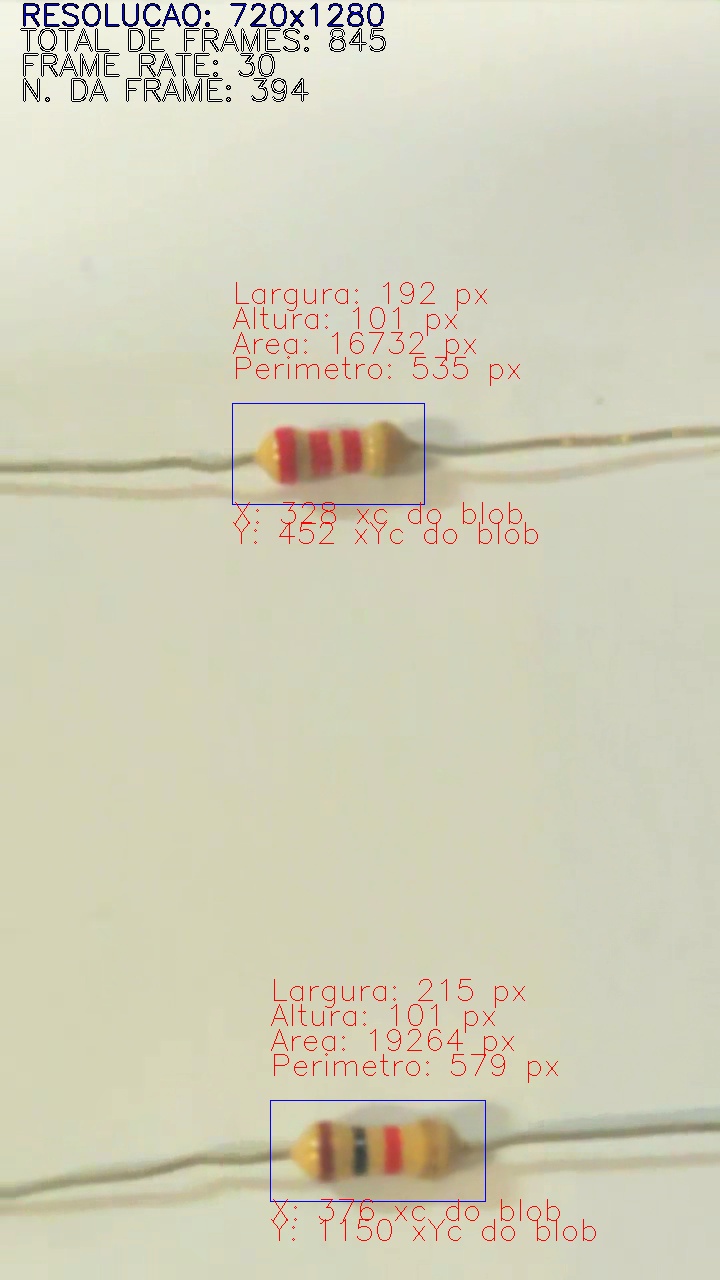 RESOLUCAO: 720x1280
TOTAL DE FRAMES: 845
FRAME RATE: 30
N. DA FRAME: 394
Largura: 192 px
Altura: 101 px
Area: 16732 px
Perimetro: 535 px
X: 328 xc do blob
Y: 452 xYc do blob
Largura: 215 px
Altura: 101 px
Area: 19264 px
Perimetro: 579 px
X: 376 xc do blob
Y: 1150 xYc do blob